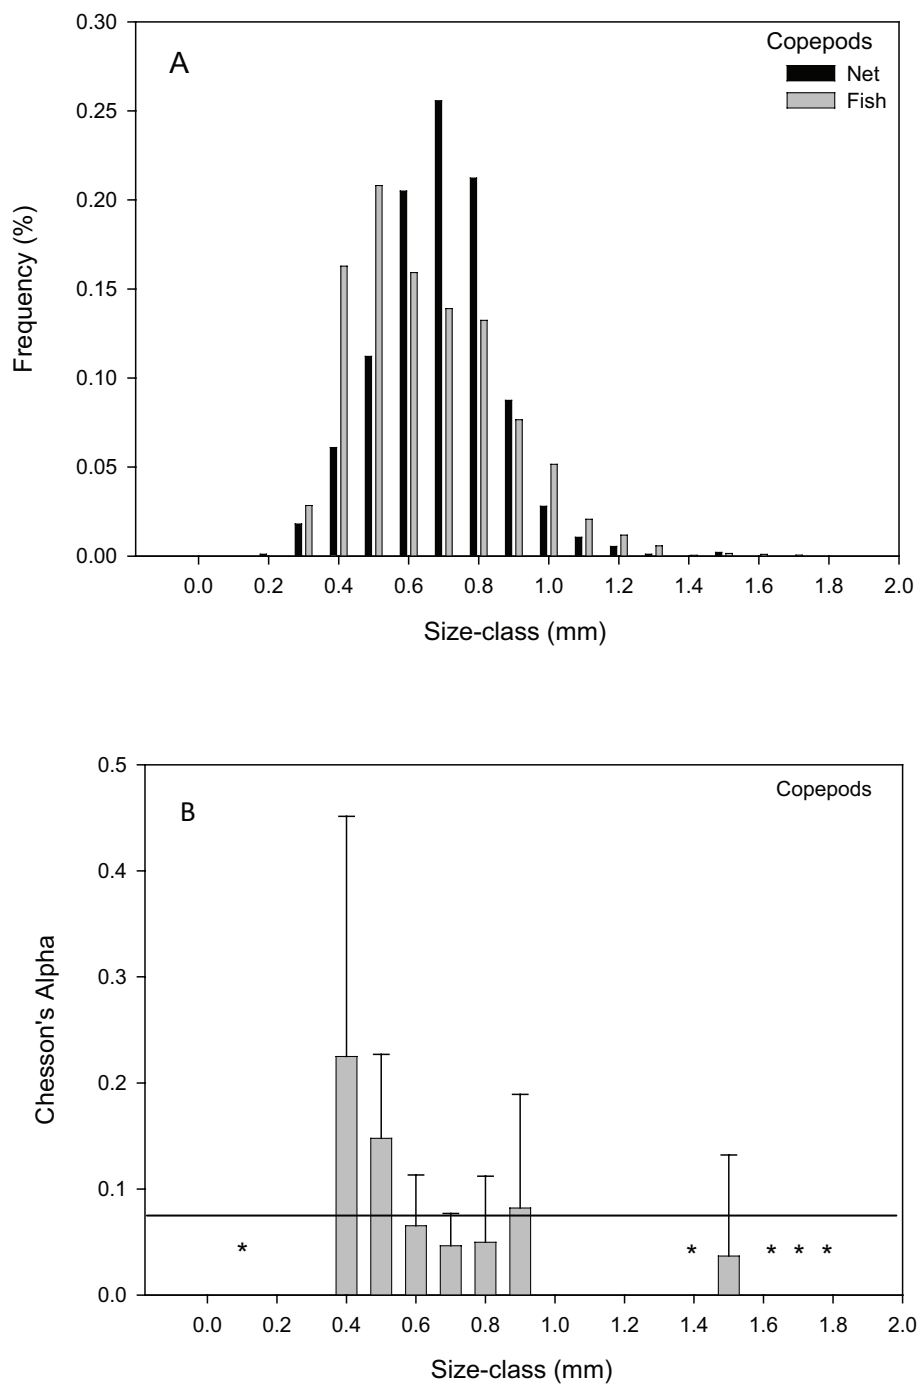 0.30
A
Copepods
Net
Fish
0.25
0.20
0.15
0.10
0.05
0.00
Frequency (%)
0.0 0.2 0.4 0.6 0.8 1.0 1.2 1.4 1.6 1.8 2.0
Size-class (mm)
0.5
B
Copepods
0.4
0.3
0.2
0.1
0.0
Chesson's Alpha
* * * * *
0.0 0.2 0.4 0.6 0.8 1.0 1.2 1.4 1.6 1.8 2.0
Size-class (mm)